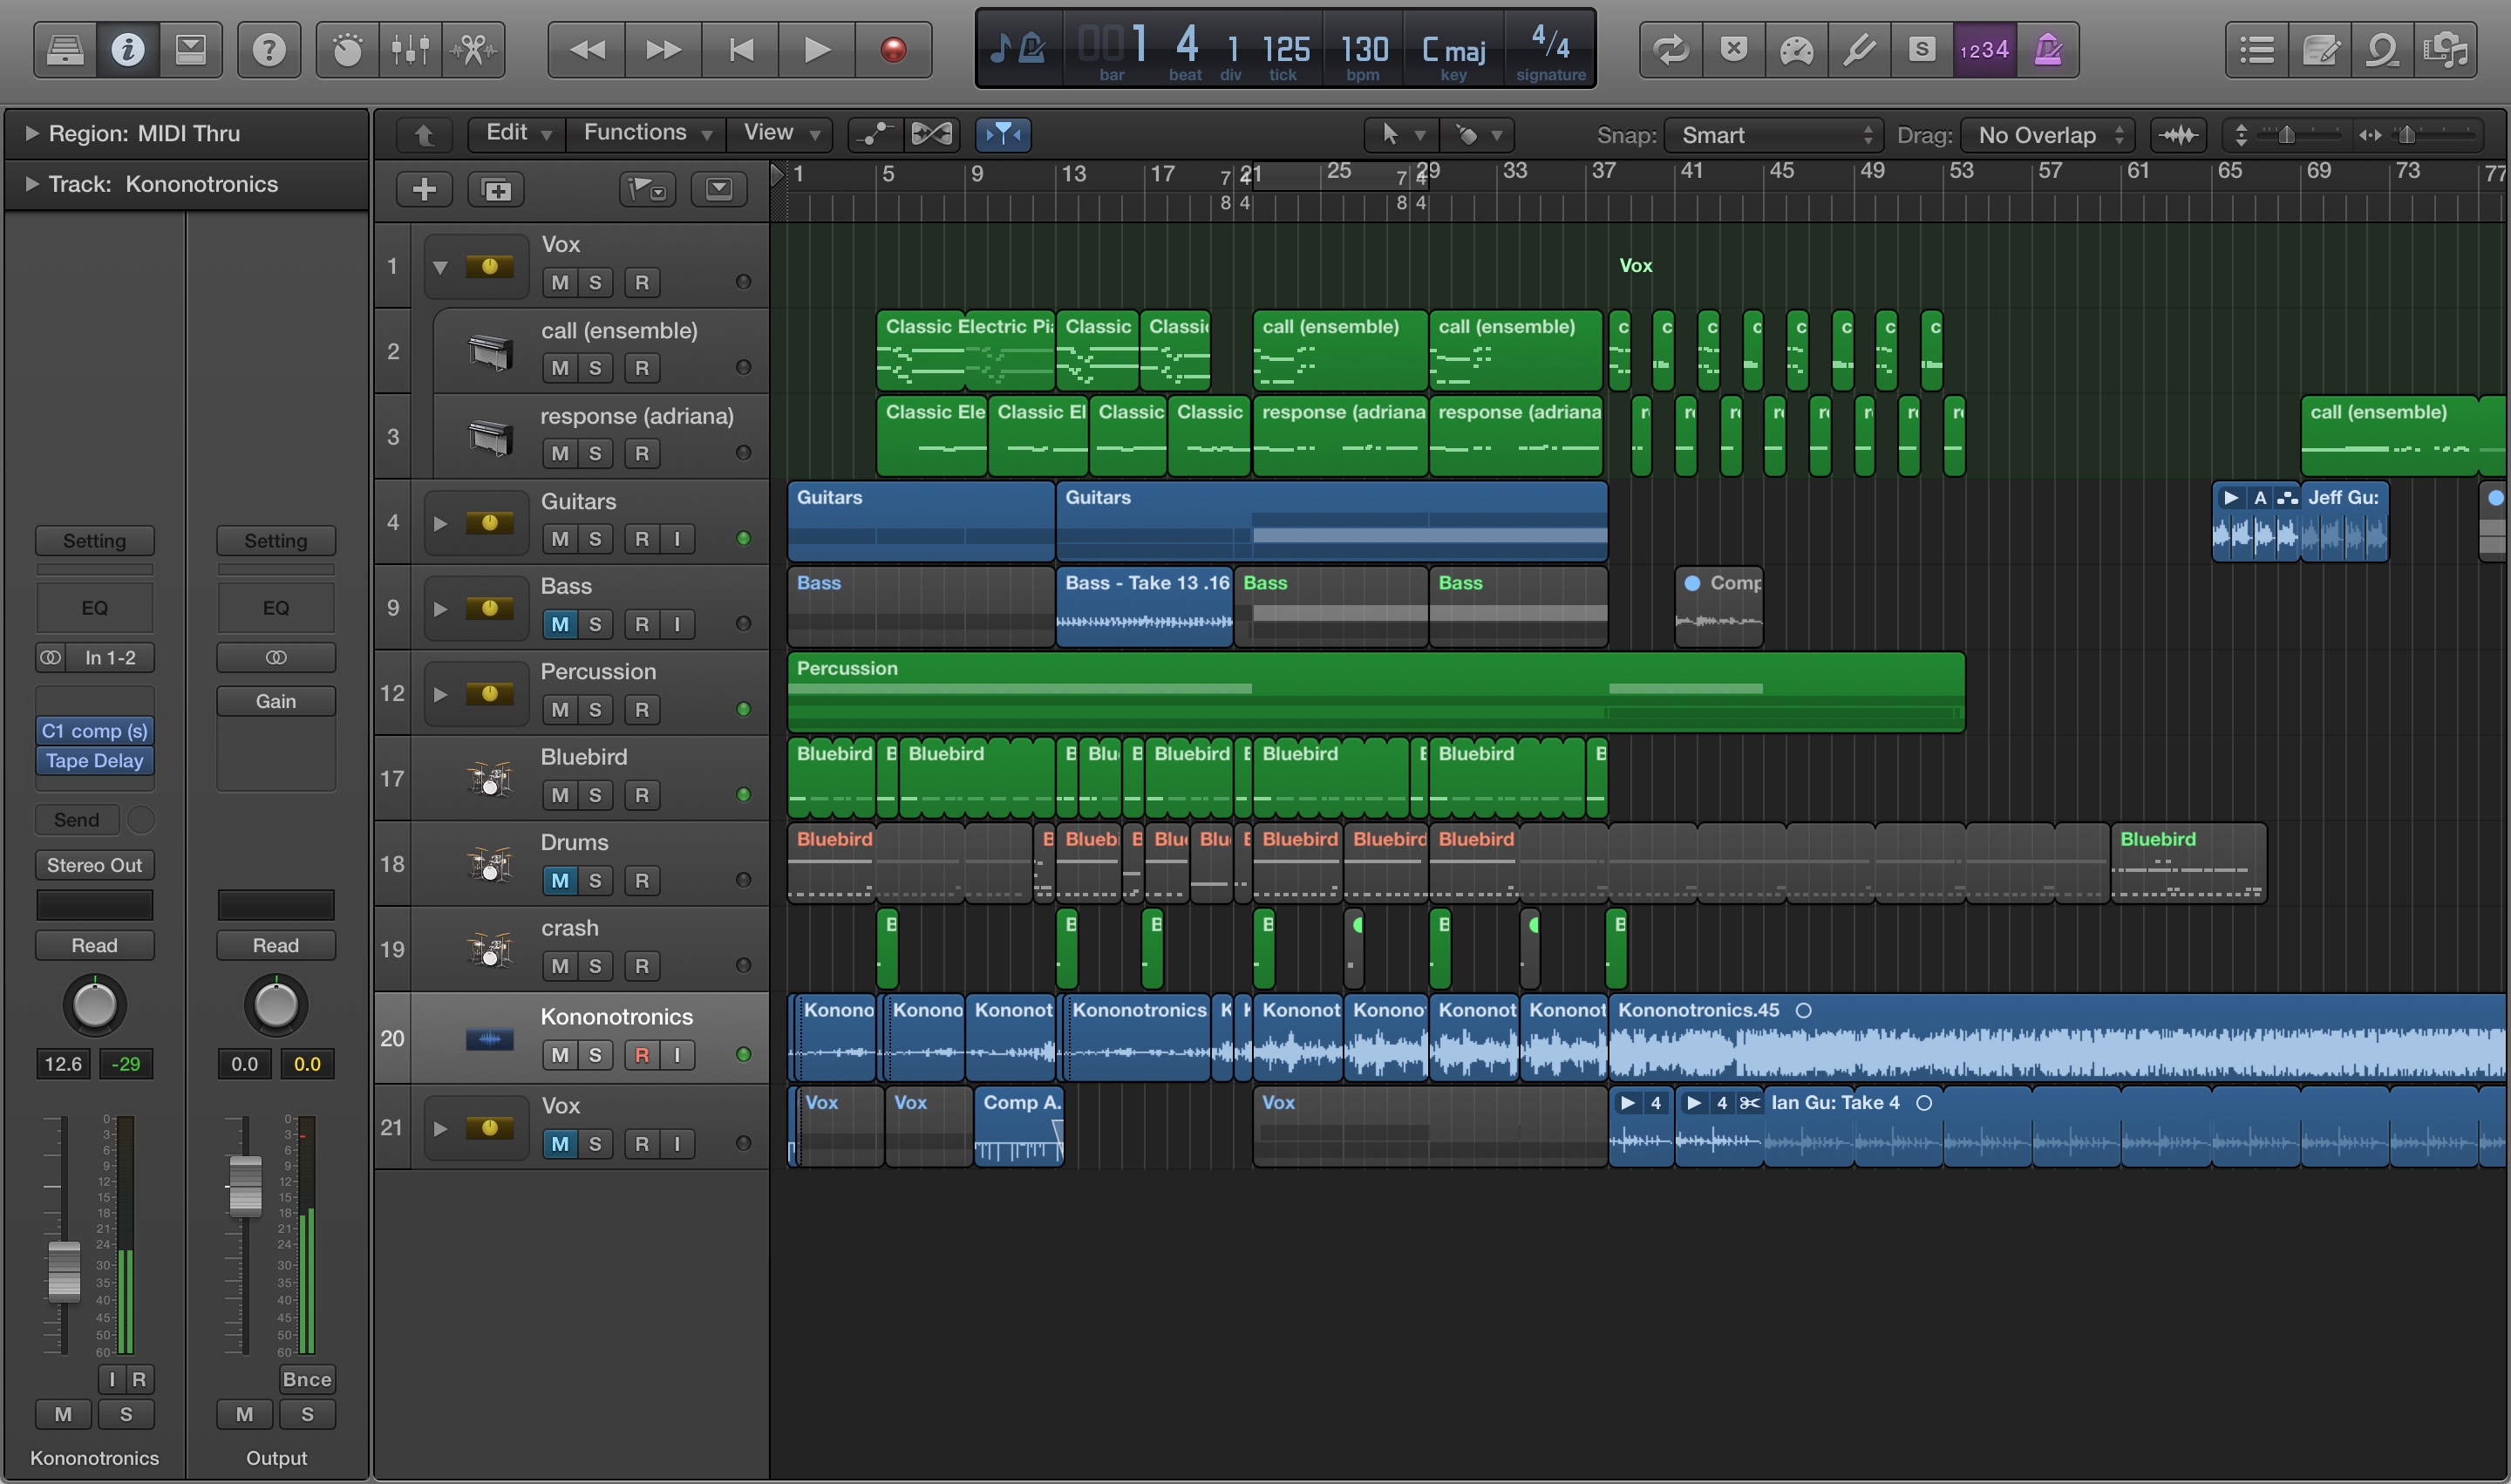 1 4 1 125 130 C maj 4/4
bar beat div tick bpm key signature
S 1234
Region: MIDI Thru
Track: Kononotronics
Edit Functions View
Snap: Smart Drag: No Overlap
1 5 9 13 17 21 25 29 33 37 41 45 49 53 57 61 65 69 73 77
7 4 7 4
8 4 8 4
1 Vox
M S R
Vox
2 call (ensemble)
M S R
Classic Electric Pi Classic Classi call (ensemble) call (ensemble) c c c c c c c c
3 response (adriana)
M S R
Classic Ele Classic El Classic Classic response (adriana response (adriana r r r r r r r r call (ensemble)
4 Guitars
M S R I
Guitars Guitars A Jeff Gu:
9 Bass
M S R I
Bass Bass - Take 13 .16 Bass Bass Comp
12 Percussion
M S R
Percussion
17 Bluebird
M S R
Bluebird B Bluebird B Blu B Bluebird B Bluebird B Bluebird B
18 Drums
M S R
Bluebird B Bluebi B Blue Blu B Bluebird Bluebird Bluebird Bluebird
19 crash
M S R
B B B B B B
20 Kononotronics
M S R I
Konono Konono Kononot Kononotronics K K Kononot Konono Kononot Kononot Kononotronics.45
21 Vox
M S R I
Vox Vox Comp A. Vox 4 4 Ian Gu: Take 4
Setting Setting
EQ EQ
In 1-2
Gain
C1 comp (s)
Tape Delay
Send
Stereo Out
Read Read
12.6 -29 0.0 0.0
0 0
3 3
6 6
9 9
12 12
15 15
18 18
21 21
24 24
30 30
35 35
40 40
45 45
50 50
60 60
I R Bnce
M S M S
Kononotronics Output